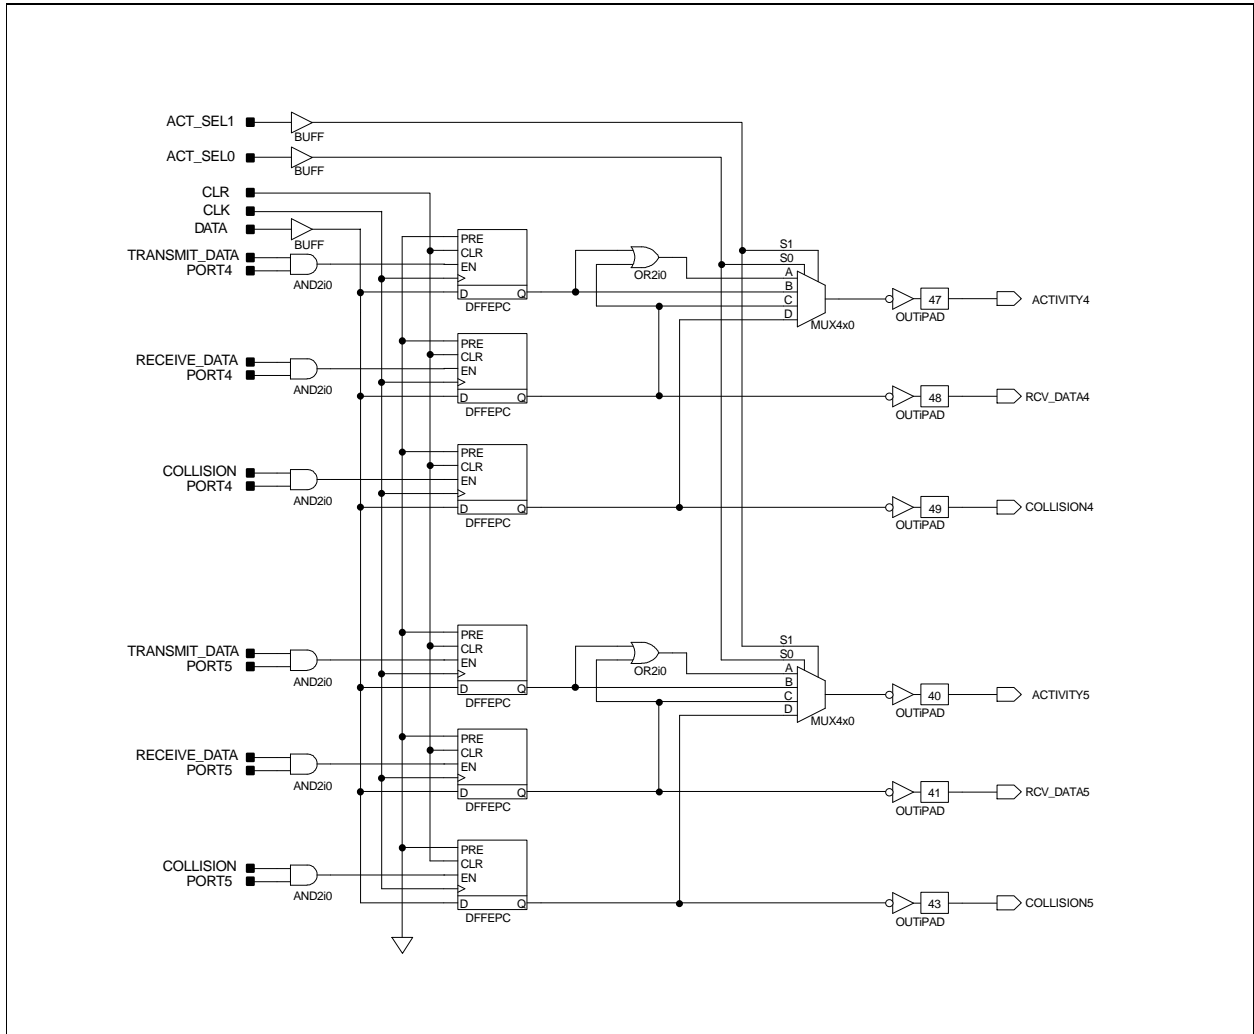 ACT_SEL1
BUFF
ACT_SEL0
BUFF
CLR
CLK
DATA
BUFF
TRANSMIT_DATA
PORT4
AND2i0
PRE
CLR
EN
D Q
DFFEPC
OR2i0
S1
S0
A
B
C
D
MUX4x0
47
OUTiPAD
ACTIVITY4
RECEIVE_DATA
PORT4
AND2i0
PRE
CLR
EN
D Q
DFFEPC
48
OUTiPAD
RCV_DATA4
COLLISION
PORT4
AND2i0
PRE
CLR
EN
D Q
DFFEPC
49
OUTiPAD
COLLISION4
TRANSMIT_DATA
PORT5
AND2i0
PRE
CLR
EN
D Q
DFFEPC
OR2i0
S1
S0
A
B
C
D
MUX4x0
40
OUTiPAD
ACTIVITY5
RECEIVE_DATA
PORT5
AND2i0
PRE
CLR
EN
D Q
DFFEPC
41
OUTiPAD
RCV_DATA5
COLLISION
PORT5
AND2i0
PRE
CLR
EN
D Q
DFFEPC
43
OUTiPAD
COLLISION5